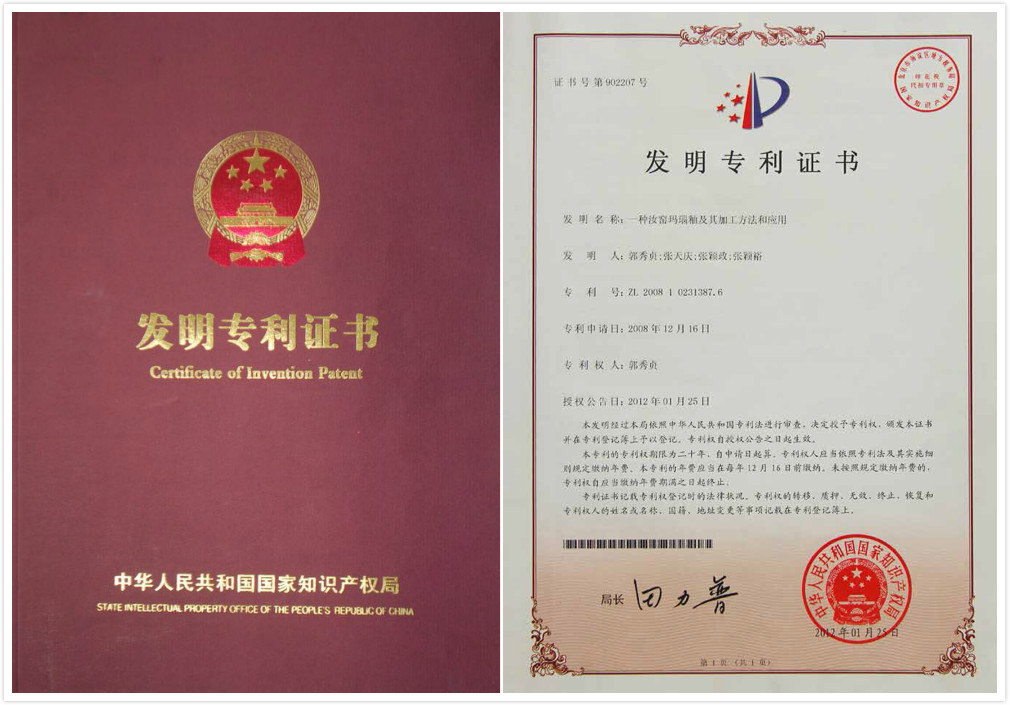 发明专利证书
Certificate of Invention Patent
中华人民共和国国家知识产权局
STATE INTELLECTUAL PROPERTY OFFICE OF THE PEOPLE'S REPUBLIC OF CHINA
证书号第902207号
印花税
代扣专用章
国家知识产权局
发明专利证书
发明名称：一种汝窑玛瑙釉及其加工方法和应用
发明人：郭秀贞;张天庆;张颖政;张颖裕
专利号：ZL 2008 1 0231387.6
专利申请日：2008年12月16日
专利权人：郭秀贞
授权公告日：2012年01月25日
本发明经过本局依照中华人民共和国专利法进行审查，决定授予专利权，颁发本证书
并在专利登记簿上予以登记。专利权自授权公告之日起生效。
本专利的专利权期限为二十年，自申请日起算。专利权人应当依照专利法及其实施细
则规定缴纳年费。本专利的年费应当在每年12月16日前缴纳。未按照规定缴纳年费的，
专利权自应当缴纳年费期满之日起终止。
专利证书记载专利权登记时的法律状况。专利权的转移、质押、无效、终止、恢复和
专利权人的姓名或名称、国籍、地址变更等事项记载在专利登记簿上。
局长 田力普
中华人民共和国国家知识产权局
2012年01月25日
第1页（共1页）